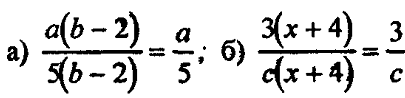 а) a(b − 2)/5(b − 2) = a/5; б) 3(x + 4)/c(x + 4) = 3/c